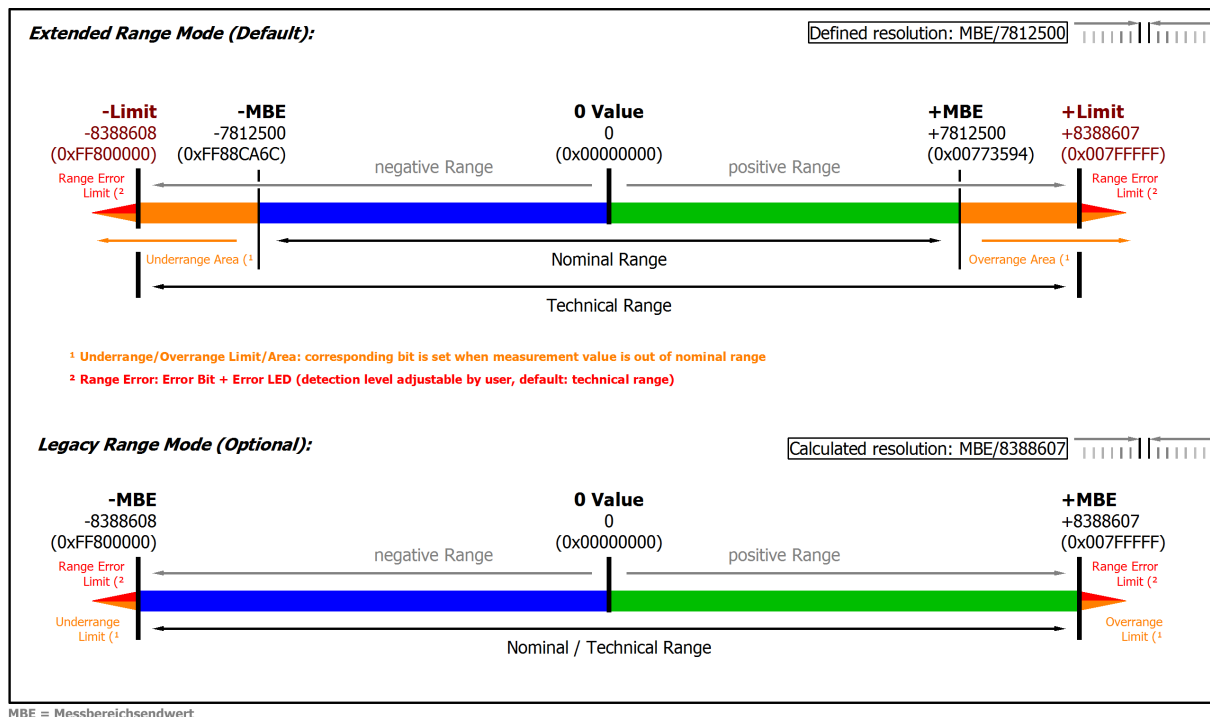 Extended Range Mode (Default):
Defined resolution: MBE/7812500
-Limit
-8388608
(0xFF800000)
-MBE
-7812500
(0xFF88CA6C)
0 Value
0
(0x00000000)
+MBE
+7812500
(0x00773594)
+Limit
+8388607
(0x007FFFFF)
negative Range
positive Range
Range Error
Limit (²
Range Error
Limit (²
Underrange Area (¹
Nominal Range
Overrange Area (¹
Technical Range
¹ Underrange/Overrange Limit/Area: corresponding bit is set when measurement value is out of nominal range
² Range Error: Error Bit + Error LED (detection level adjustable by user, default: technical range)
Legacy Range Mode (Optional):
Calculated resolution: MBE/8388607
-MBE
-8388608
(0xFF800000)
0 Value
0
(0x00000000)
+MBE
+8388607
(0x007FFFFF)
negative Range
positive Range
Range Error
Limit (²
Range Error
Limit (²
Underrange
Limit (¹
Overrange
Limit (¹
Nominal / Technical Range
MBE = Messbereichsendwert